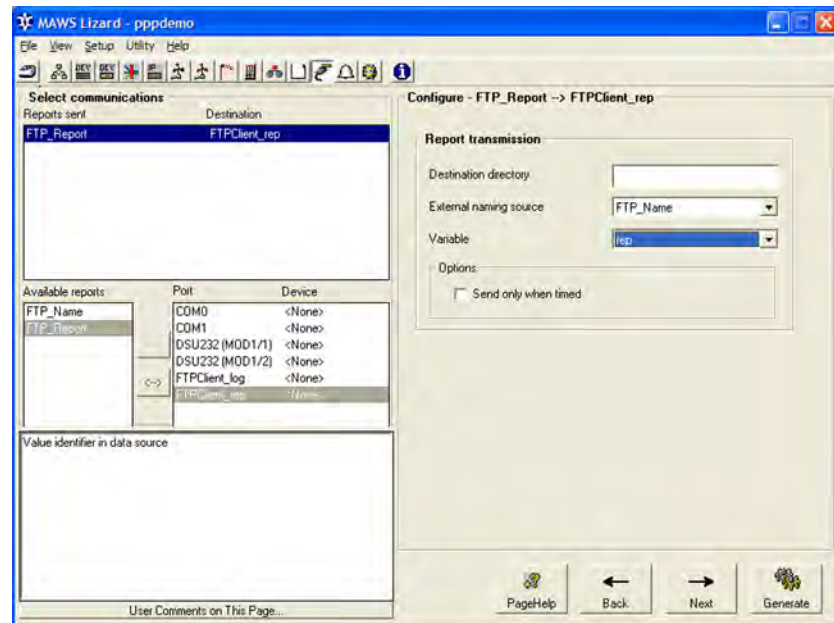 MAWS Lizard - pppdemo
File View Setup Utility Help
Select communications
Reports sent Destination
FTP_Report FTPClient_rep
Available reports Port Device
FTP_Name
FTP_Report
COM0 <None>
COM1 <None>
DSU232 (MOD1/1) <None>
DSU232 (MOD1/2) <None>
FTPClient_log <None>
FTPClient_rep <None>
<->
Value identifier in data source
User Comments on This Page...
Configure - FTP_Report --> FTPClient_rep
Report transmission
Destination directory
External naming source FTP_Name
Variable rep
Options
Send only when timed
PageHelp Back Next Generate